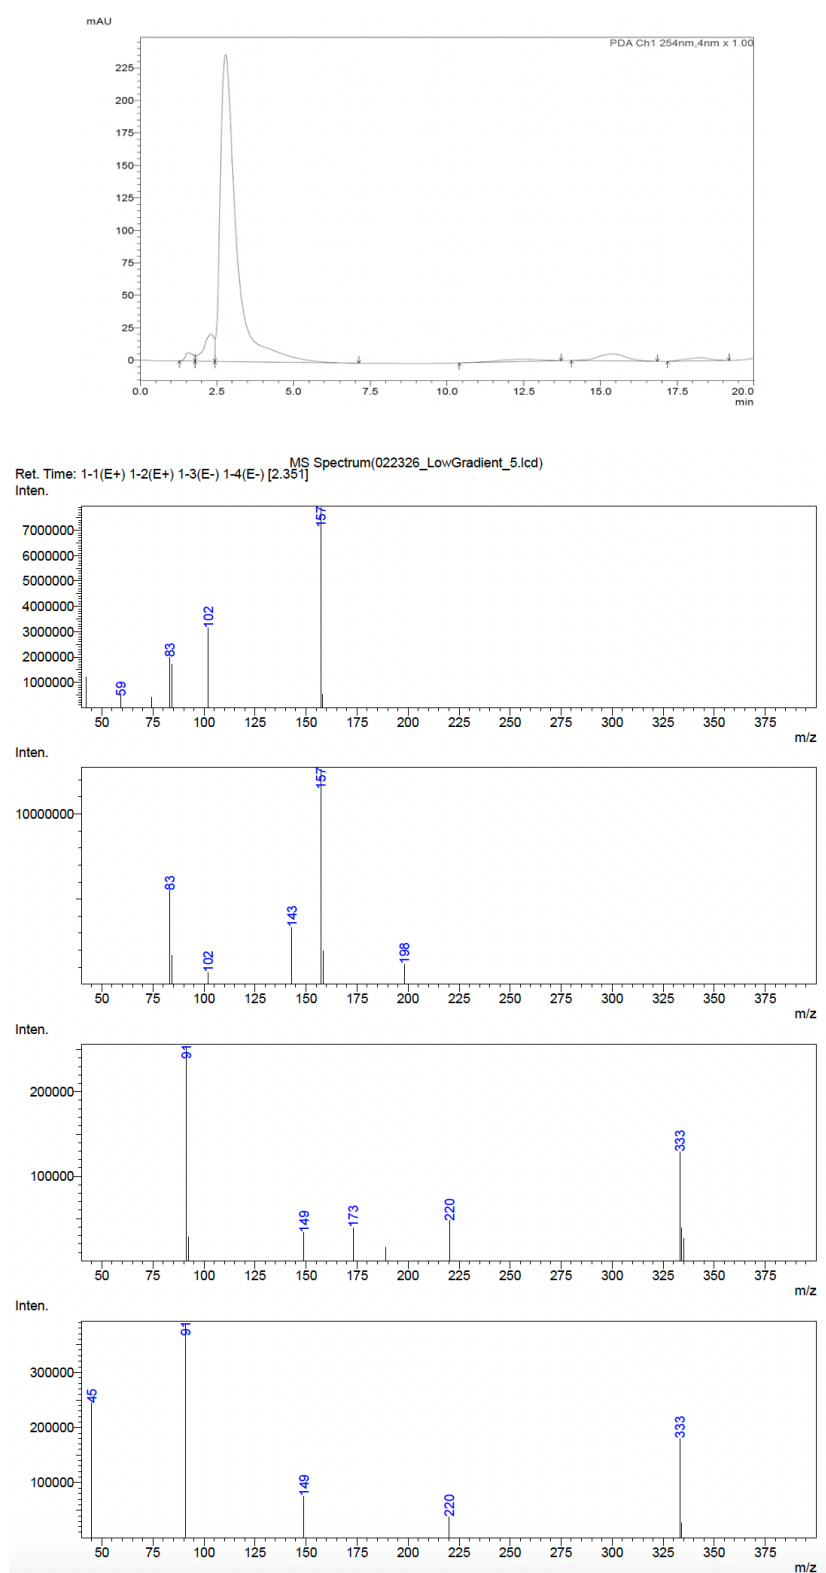 mAU
PDA Ch1 254nm,4nm x 1.00
225
200
175
150
125
100
75
50
25
0
0.0 2.5 5.0 7.5 10.0 12.5 15.0 17.5 20.0
min
MS Spectrum(022326_LowGradient_5.lcd)
Ret. Time: 1-1(E+) 1-2(E+) 1-3(E-) 1-4(E-) [2.351]
Inten.
157
7000000
6000000
5000000
4000000
102
3000000
83
2000000
59
1000000
50 75 100 125 150 175 200 225 250 275 300 325 350 375
m/z
Inten.
157
10000000
83
143
102
198
50 75 100 125 150 175 200 225 250 275 300 325 350 375
m/z
Inten.
91
200000
333
100000
220
173
149
50 75 100 125 150 175 200 225 250 275 300 325 350 375
m/z
Inten.
91
300000
45
333
200000
149
100000
220
50 75 100 125 150 175 200 225 250 275 300 325 350 375
m/z